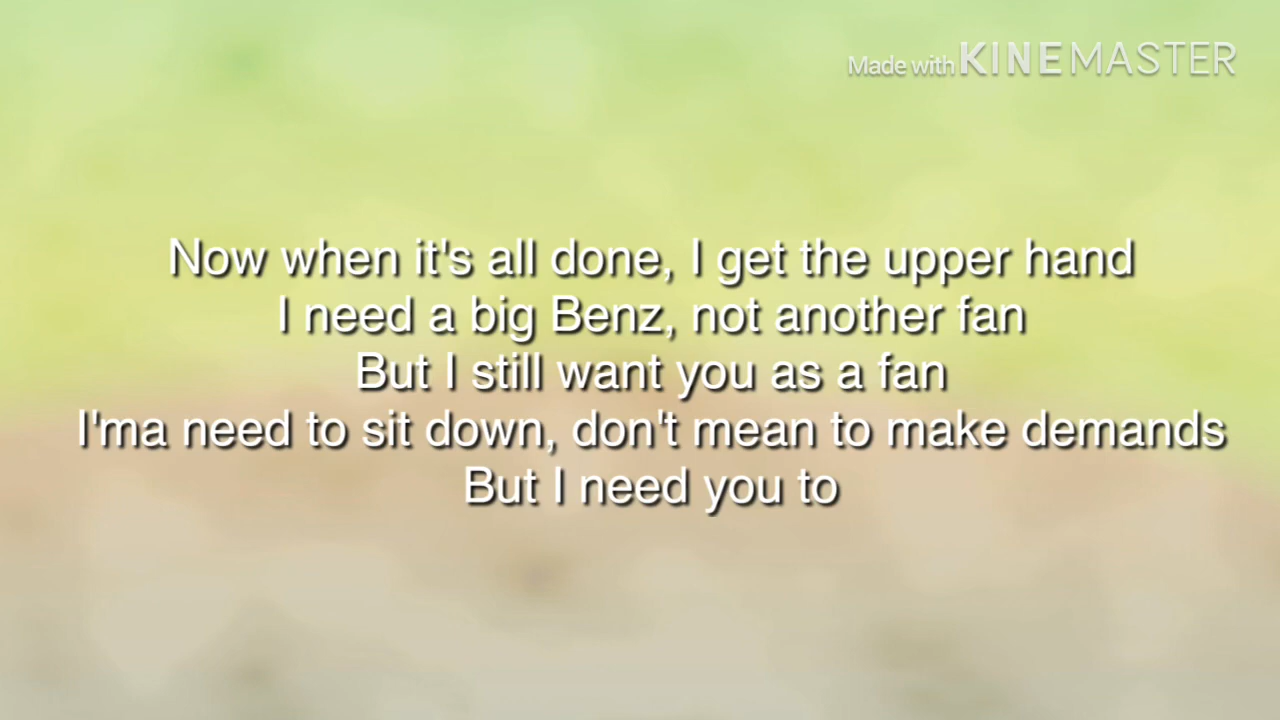 Made with KINEMASTER
Now when it's all done, I get the upper hand
I need a big Benz, not another fan
But I still want you as a fan
I'ma need to sit down, don't mean to make demands
But I need you to